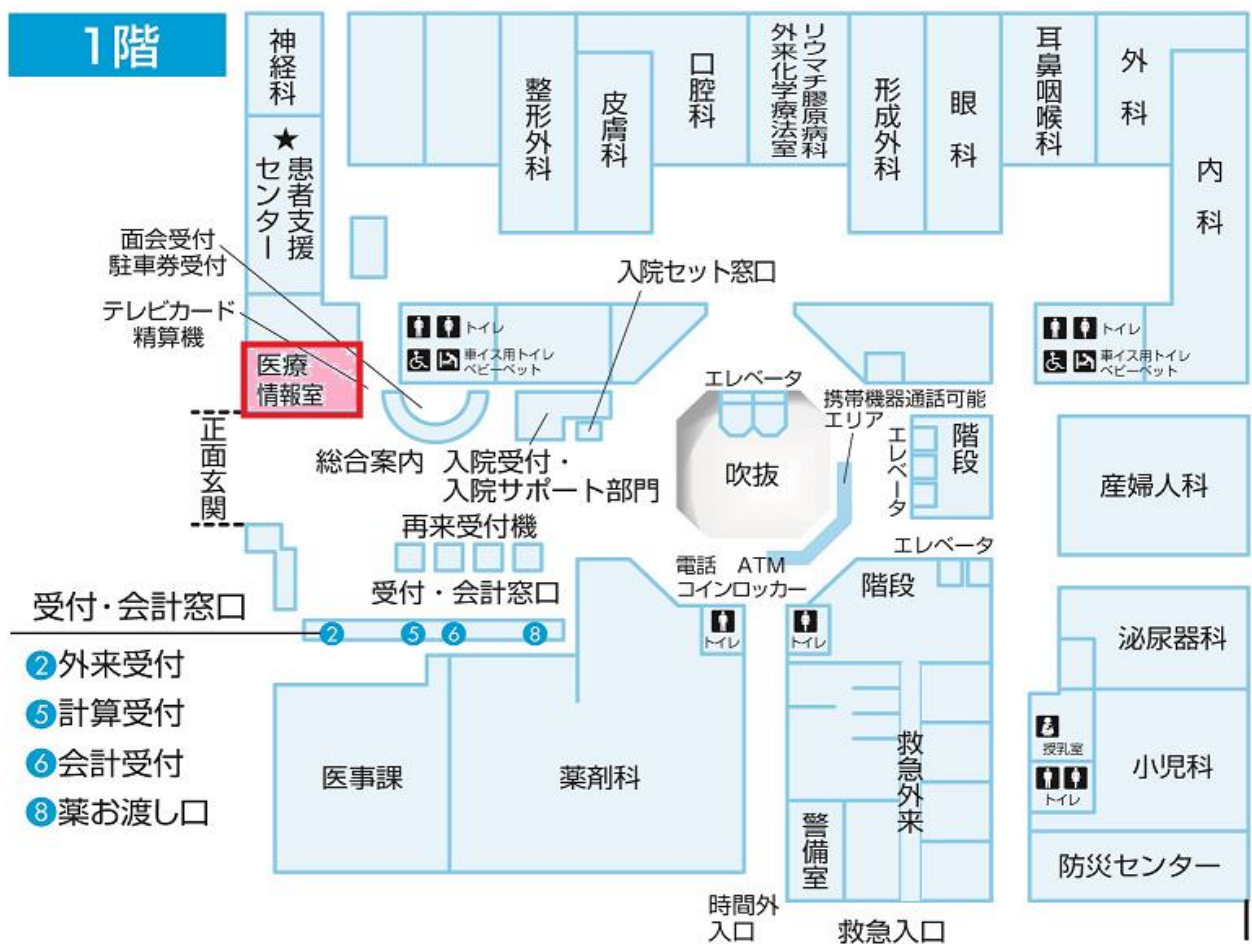 1階
神経科
★患者支援
センター
整形外科
皮膚科
口腔科
リウマチ膠原病科
外来化学療法室
形成外科
眼科
耳鼻咽喉科
外科
内科
面会受付
駐車券受付
テレビカード
精算機
入院セット窓口
トイレ
車イス用トイレ
ベビーベット
トイレ
車イス用トイレ
ベビーベット
医療
情報室
エレベータ
携帯機器通話可能
エリア
正面玄関
総合案内
入院受付・
入院サポート部門
吹抜
エレベータ
階段
産婦人科
再来受付機
エレベータ
電話 ATM
コインロッカー
階段
受付・会計窓口
受付・会計窓口
2 5 6 8
トイレ
トイレ
泌尿器科
2外来受付
5計算受付
6会計受付
8薬お渡し口
医事課
薬剤科
救急外来
授乳室
トイレ
小児科
警備室
防災センター
時間外
入口
救急入口